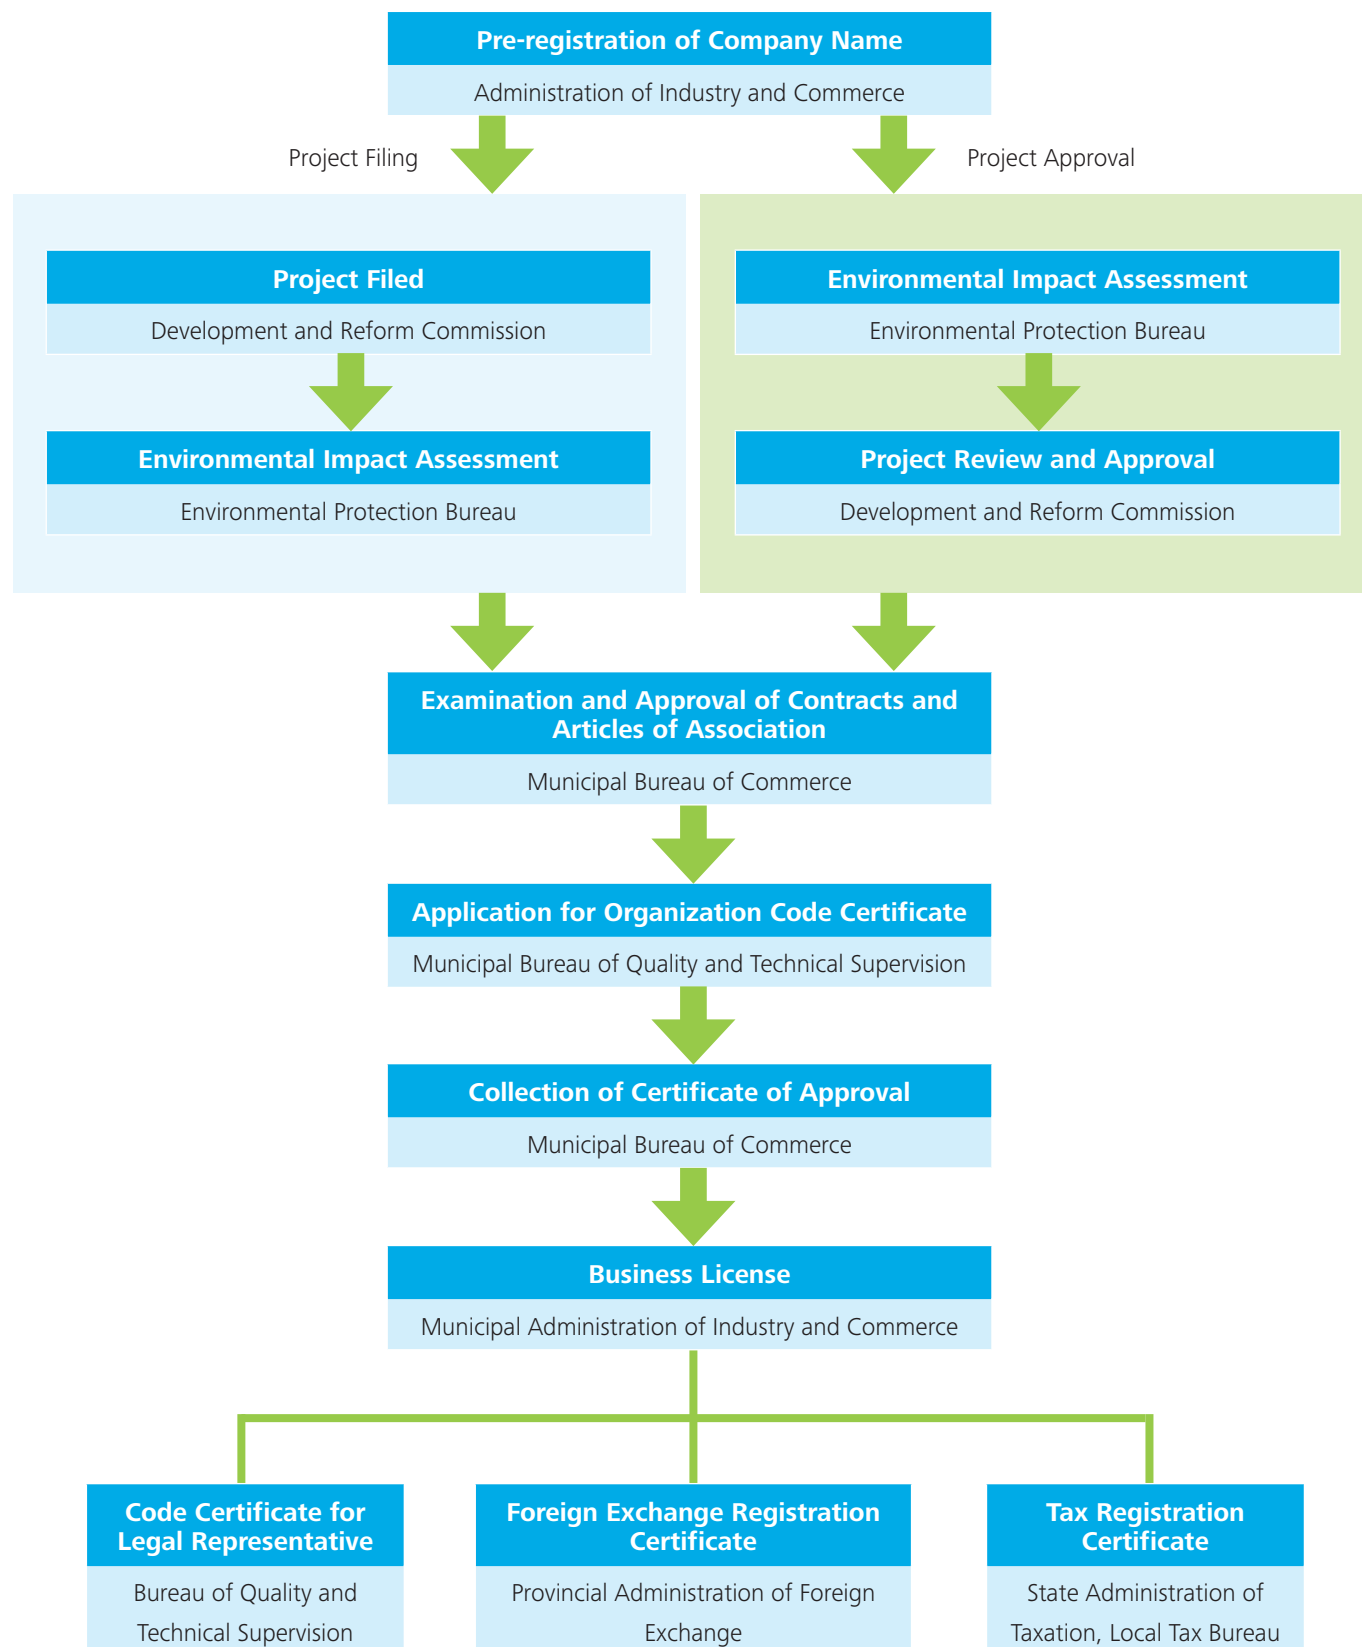 Pre-registration of Company Name
Administration of Industry and Commerce
Project Filing
Project Approval
Project Filed
Development and Reform Commission
Environmental Impact Assessment
Environmental Protection Bureau
Environmental Impact Assessment
Environmental Protection Bureau
Project Review and Approval
Development and Reform Commission
Examination and Approval of Contracts and
Articles of Association
Municipal Bureau of Commerce
Application for Organization Code Certificate
Municipal Bureau of Quality and Technical Supervision
Collection of Certificate of Approval
Municipal Bureau of Commerce
Business License
Municipal Administration of Industry and Commerce
Code Certificate for
Legal Representative
Bureau of Quality and
Technical Supervision
Foreign Exchange Registration
Certificate
Provincial Administration of Foreign
Exchange
Tax Registration
Certificate
State Administration of
Taxation, Local Tax Bureau